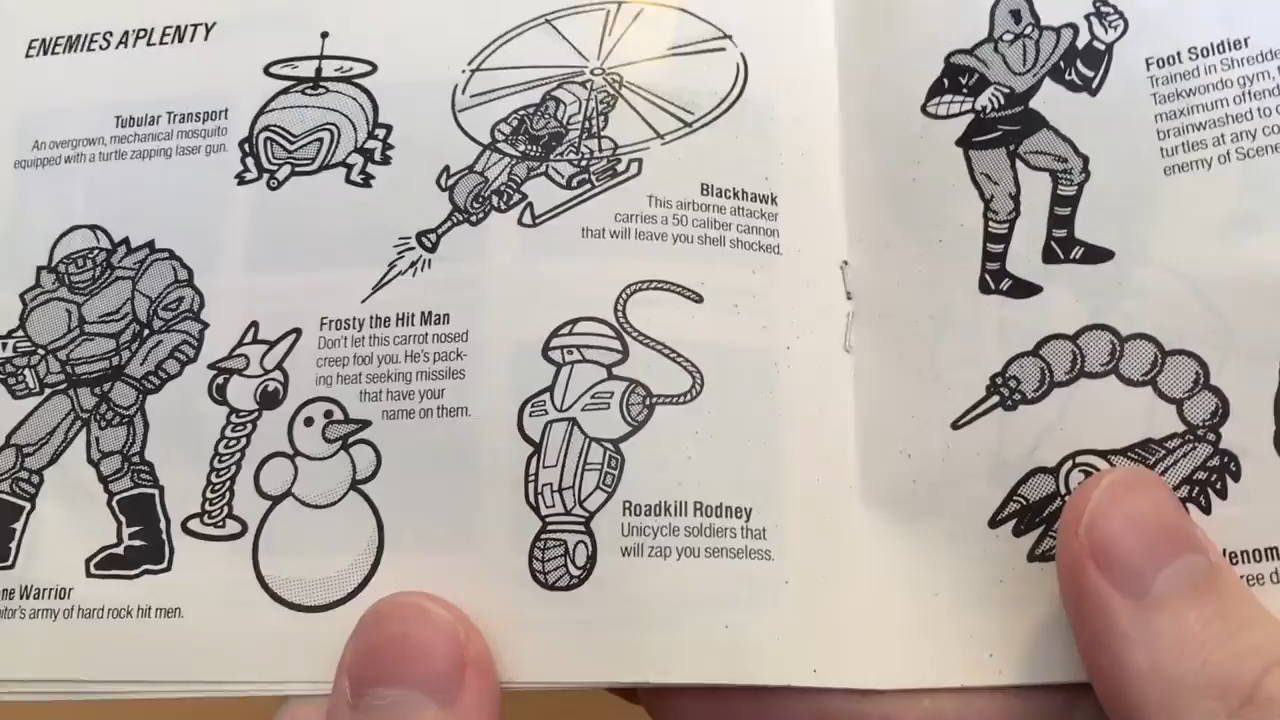 ENEMIES A'PLENTY
Tubular Transport
An overgrown, mechanical mosquito
equipped with a turtle zapping laser gun.
Blackhawk
This airborne attacker
carries a 50 caliber cannon
that will leave you shell shocked.
Frosty the Hit Man
Don't let this carrot nosed
creep fool you. He's pack-
ing heat seeking missiles
that have your
name on them.
Roadkill Rodney
Unicycle soldiers that
will zap you senseless.
Warrior
army of hard rock hit men.
Foot Soldier
Trained in
Taekwondo gym,
maximum
brainwashed to
turtles at any
enemy of